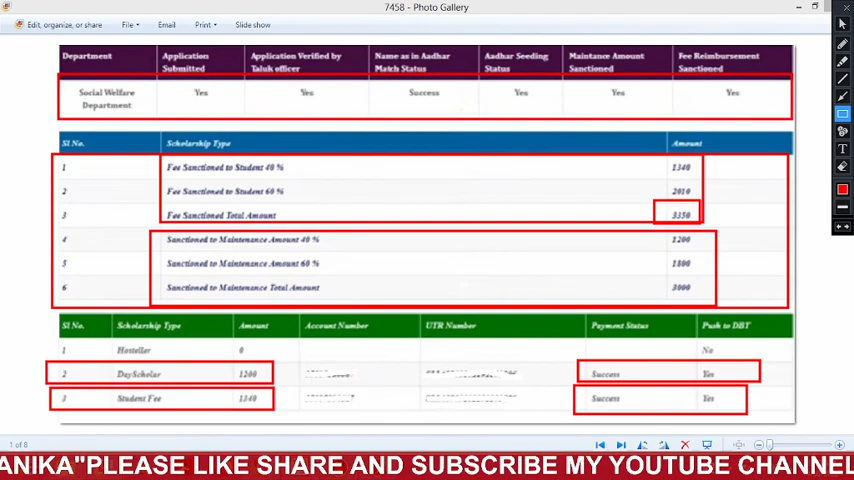 7458 - Photo Gallery
Edit, organize, or share File Email Print Slide show
Department Application Submitted Application Verified by Taluk officer Name as in Aadhar Match Status Aadhar Seeding Status Maintance Amount Sanctioned Fee Reimbursement Sanctioned
Social Welfare Department Yes Yes Success Yes Yes Yes
Sl No. Scholarship Type Amount
1 Fee Sanctioned to Student 40 % 1340
2 Fee Sanctioned to Student 60 % 2010
3 Fee Sanctioned Total Amount 3350
4 Sanctioned to Maintenance Amount 40 % 1200
5 Sanctioned to Maintenance Amount 60 % 1800
6 Sanctioned to Maintenance Total Amount 3000
Sl No. Scholarship Type Amount Account Number UTR Number Payment Status Push to DBT
1 Hosteller 0 No
2 DayScholar 1200 Success Yes
3 Student Fee 1340 Success Yes
1 of 8
ANIKA"PLEASE LIKE SHARE AND SUBSCRIBE MY YOUTUBE CHANNEL